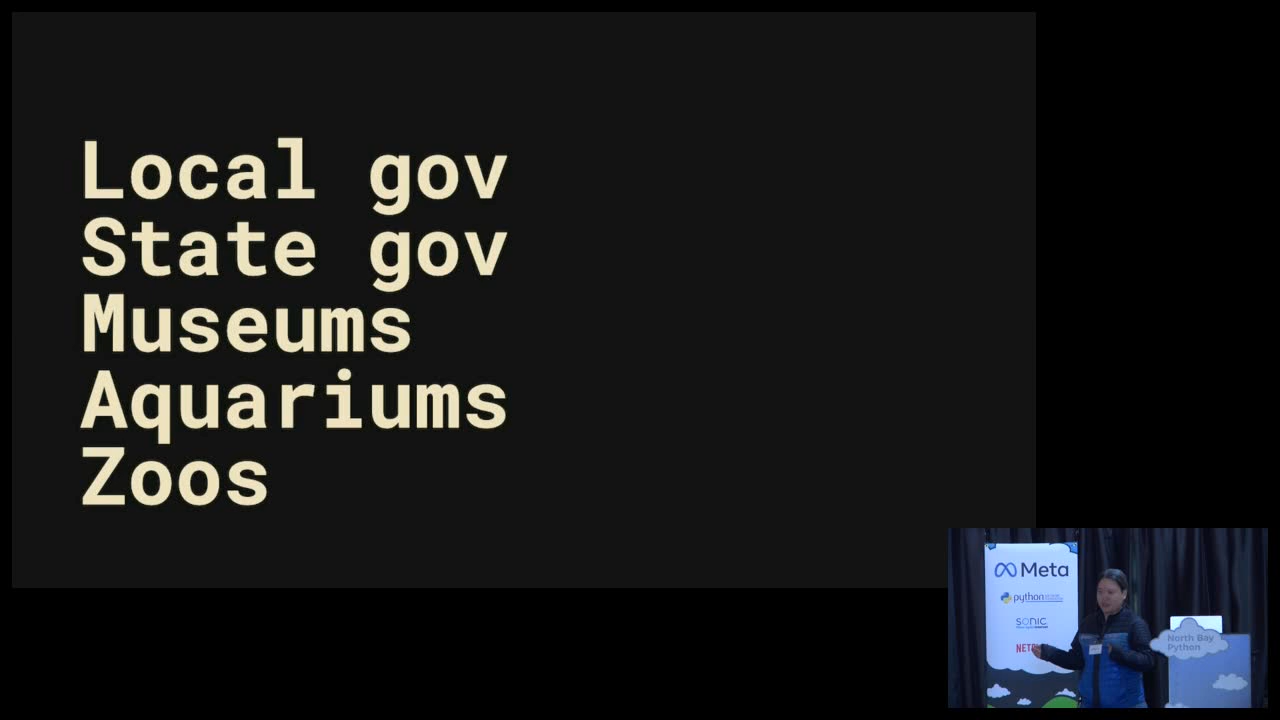 Local gov
State gov
Museums
Aquariums
Zoos
Meta
python
sonic
North Bay
Python